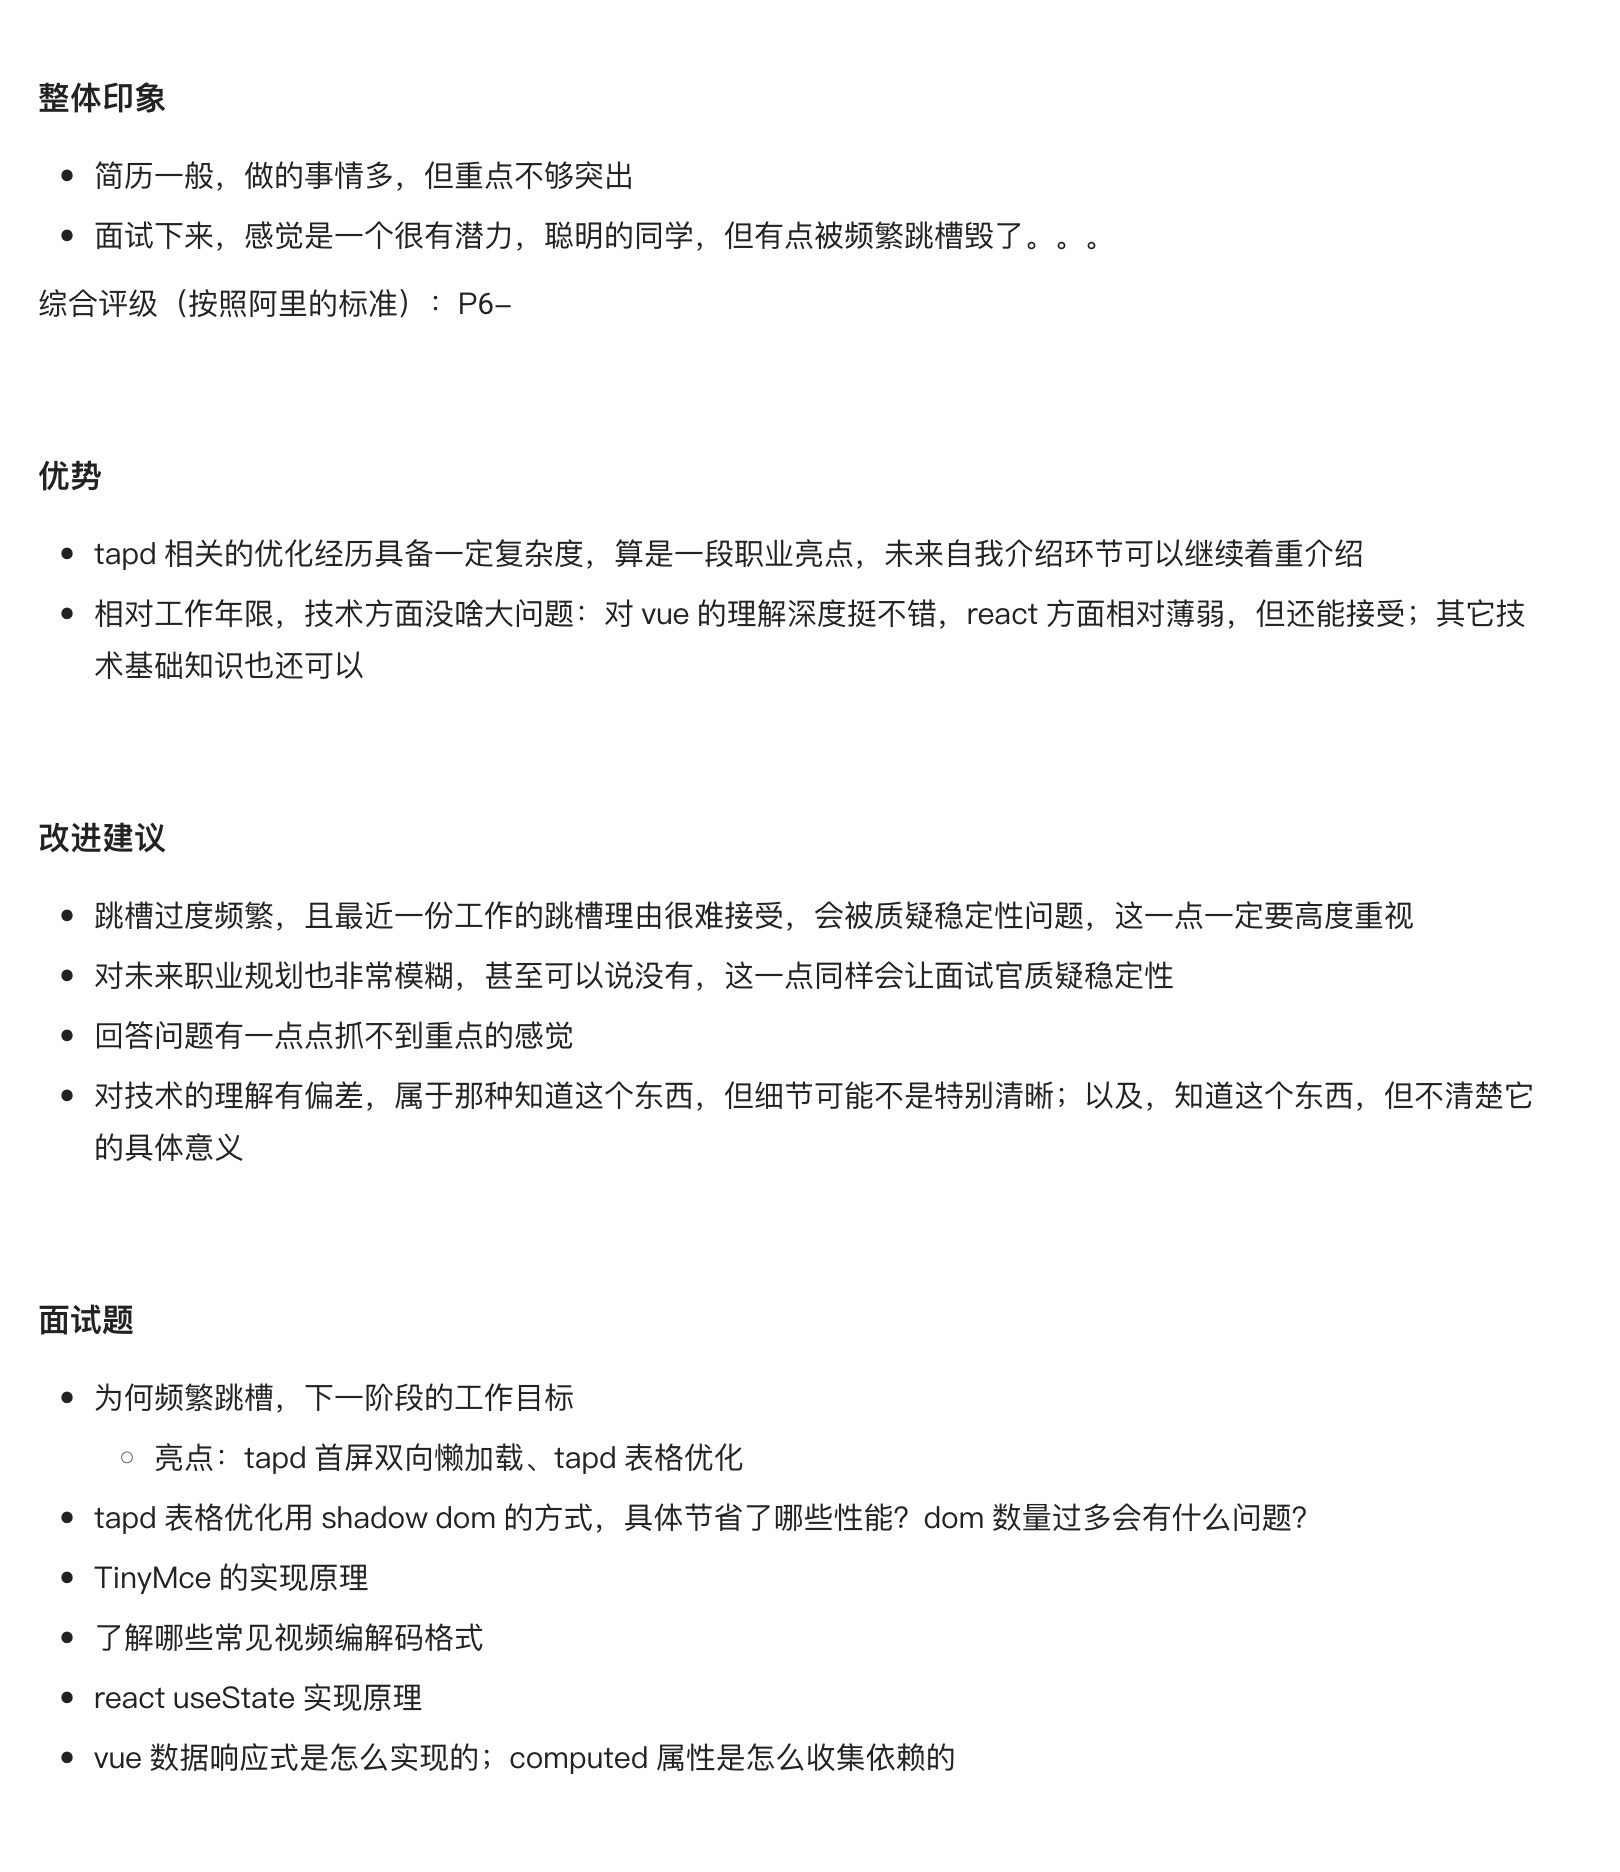 整体印象
简历一般，做的事情多，但重点不够突出
面试下来，感觉是一个很有潜力，聪明的同学，但有点被频繁跳槽毁了。。。
综合评级（按照阿里的标准）：P6-
优势
tapd 相关的优化经历具备一定复杂度，算是一段职业亮点，未来自我介绍环节可以继续着重介绍
相对工作年限，技术方面没啥大问题：对 vue 的理解深度挺不错，react 方面相对薄弱，但还能接受；其它技
术基础知识也还可以
改进建议
跳槽过度频繁，且最近一份工作的跳槽理由很难接受，会被质疑稳定性问题，这一点一定要高度重视
对未来职业规划也非常模糊，甚至可以说没有，这一点同样会让面试官质疑稳定性
回答问题有一点点抓不到重点的感觉
对技术的理解有偏差，属于那种知道这个东西，但细节可能不是特别清晰；以及，知道这个东西，但不清楚它
的具体意义
面试题
为何频繁跳槽，下一阶段的工作目标
亮点：tapd 首屏双向懒加载、tapd 表格优化
tapd 表格优化用 shadow dom 的方式，具体节省了哪些性能？dom 数量过多会有什么问题？
TinyMce 的实现原理
了解哪些常见视频编解码格式
react useState 实现原理
vue 数据响应式是怎么实现的；computed 属性是怎么收集依赖的